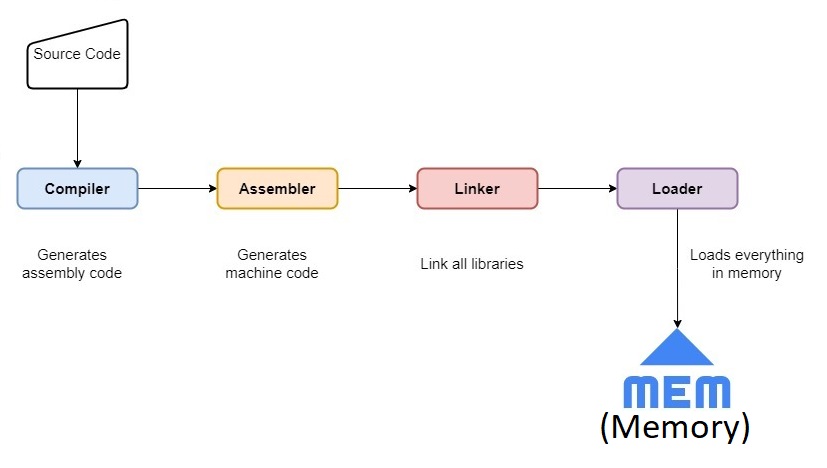 Source Code
Compiler
Assembler
Linker
Loader
Generates
assembly code
Generates
machine code
Link all libraries
Loads everything
in memory
MEM
(Memory)